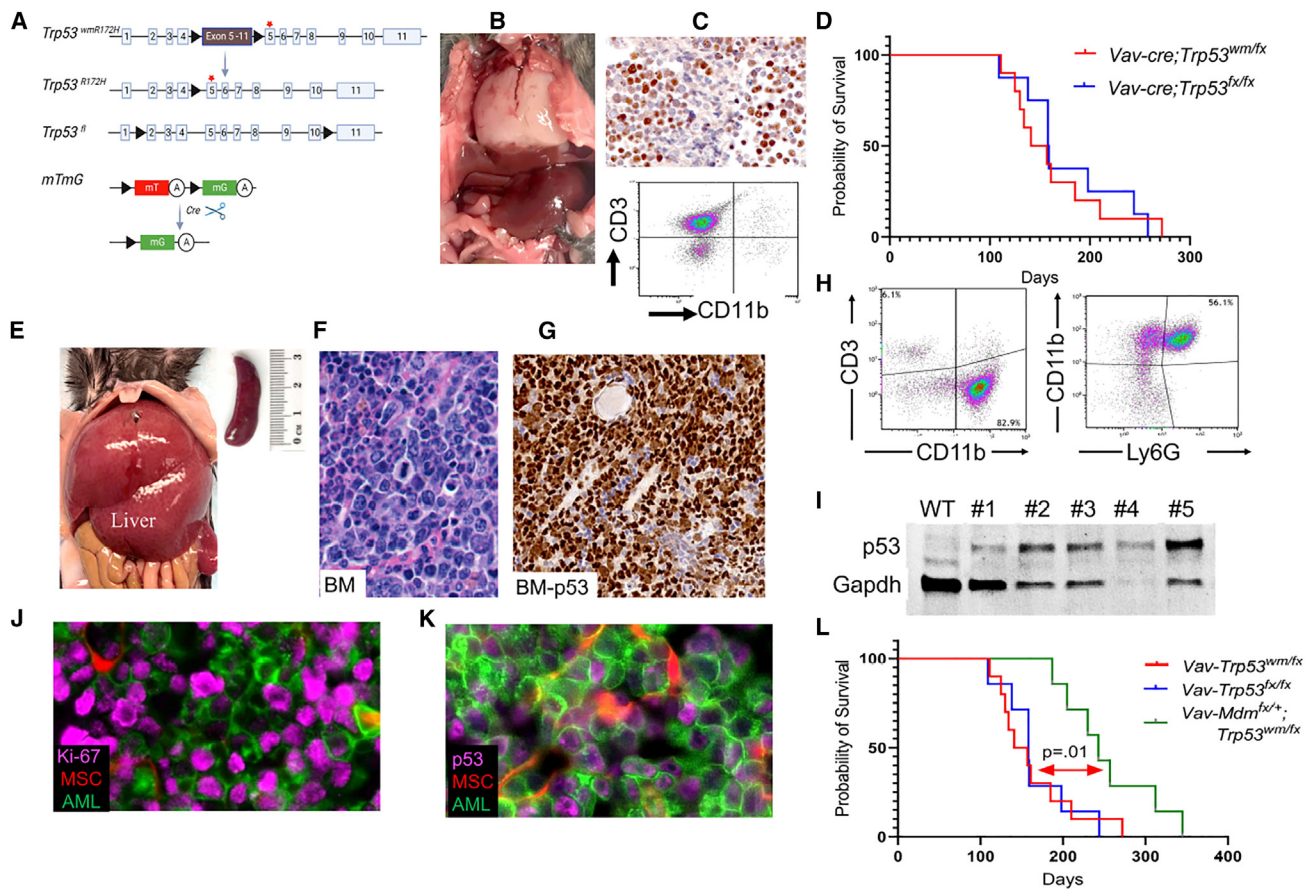 A
Trp53 wmR172H
1 2 3 4 Exon 5 -11 5 6 7 8 9 10 11
Trp53 R172H
1 2 3 4 5 6 7 8 9 10 11
Trp53 fl
1 2 3 4 5 6 7 8 9 10 11
mTmG
mT A mG A
Cre
mG A
B
C
CD3
CD11b
D
Probability of Survival
100
50
0
0 100 200 300
Days
Vav-cre;Trp53wm/fx
Vav-cre;Trp53fx/fx
E
Liver
3
2
1
0 CM
F
BM
G
BM-p53
H
CD3
6.1%
82.9%
CD11b
CD11b
56.1%
Ly6G
I
WT #1 #2 #3 #4 #5
p53
Gapdh
J
Ki-67
MSC
AML
K
p53
MSC
AML
L
Probability of Survival
100
50
0
0 100 200 300 400
Days
p=.01
Vav-Trp53wm/fx
Vav-Trp53fx/fx
Vav-Mdmfx/+;
Trp53wm/fx